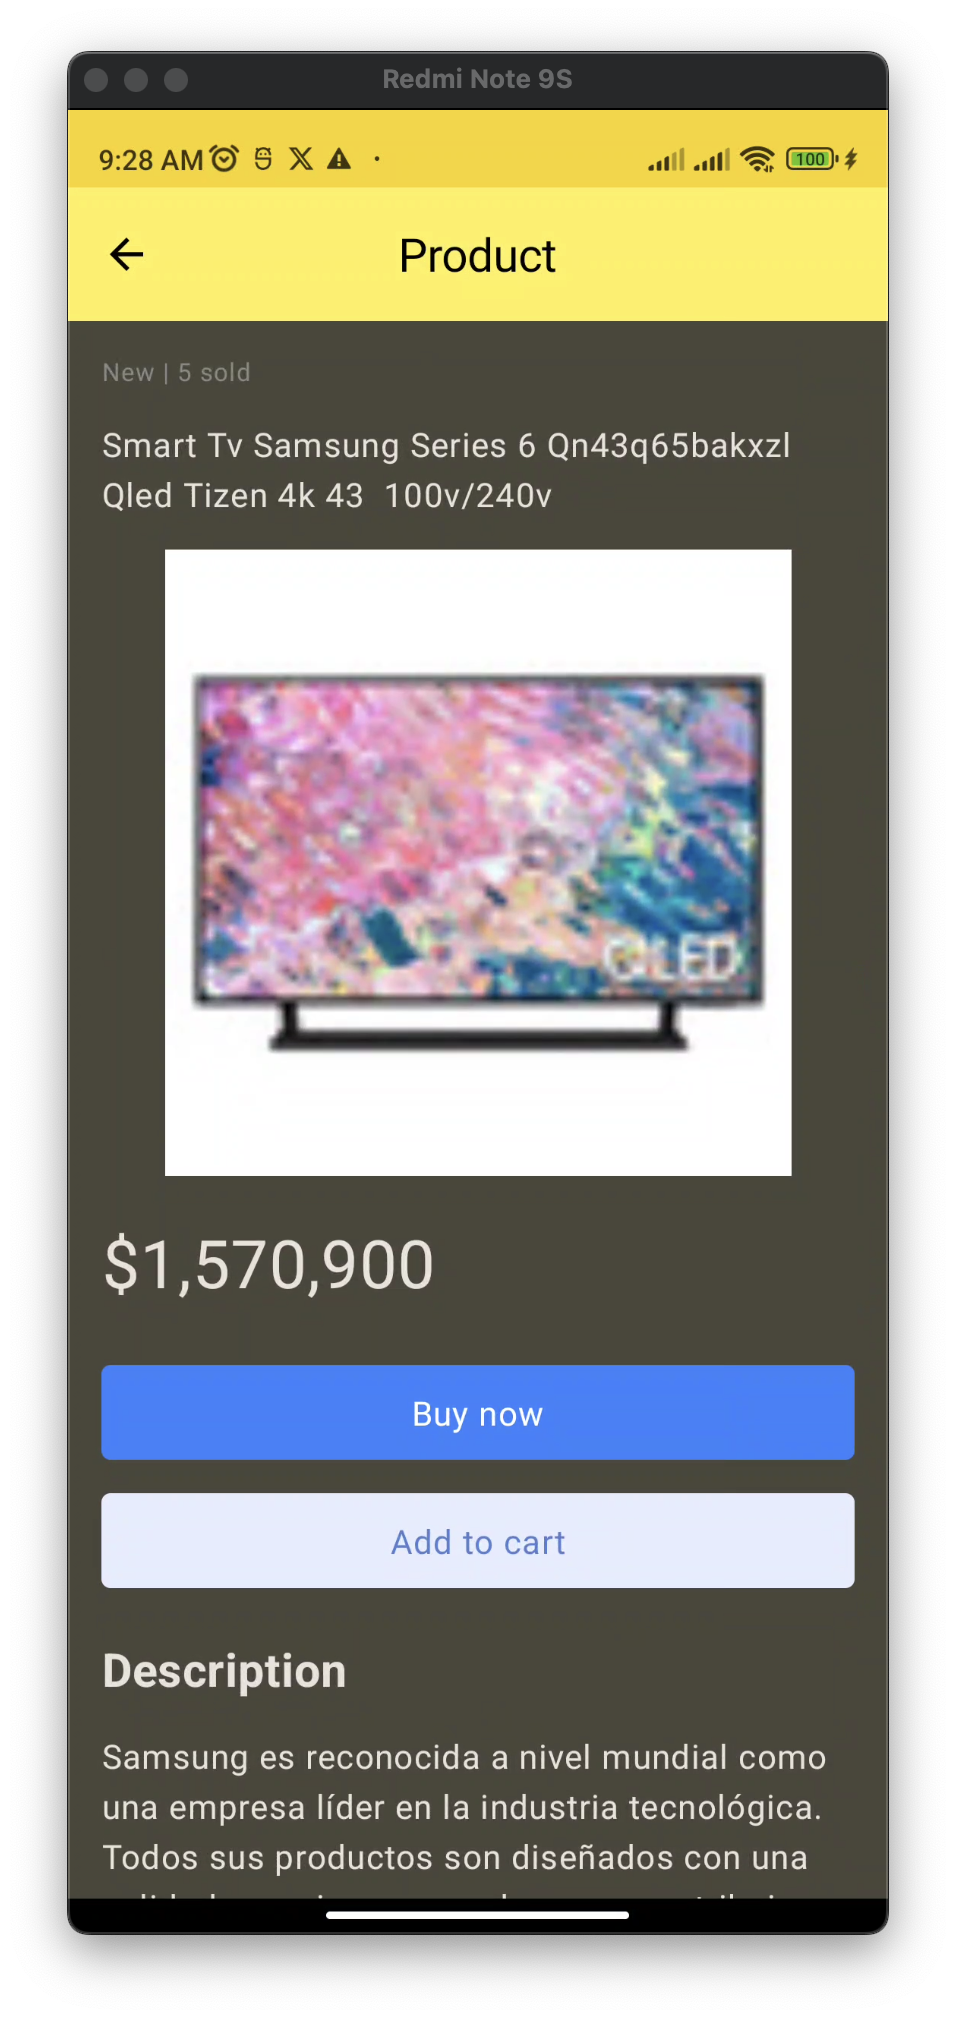 Redmi Note 9S
9:28 AM
100
Product
New | 5 sold
Smart Tv Samsung Series 6 Qn43q65bakxzl
Qled Tizen 4k 43  100v/240v
QLED
$1,570,900
Buy now
Add to cart
Description
Samsung es reconocida a nivel mundial como
una empresa líder en la industria tecnológica.
Todos sus productos son diseñados con una